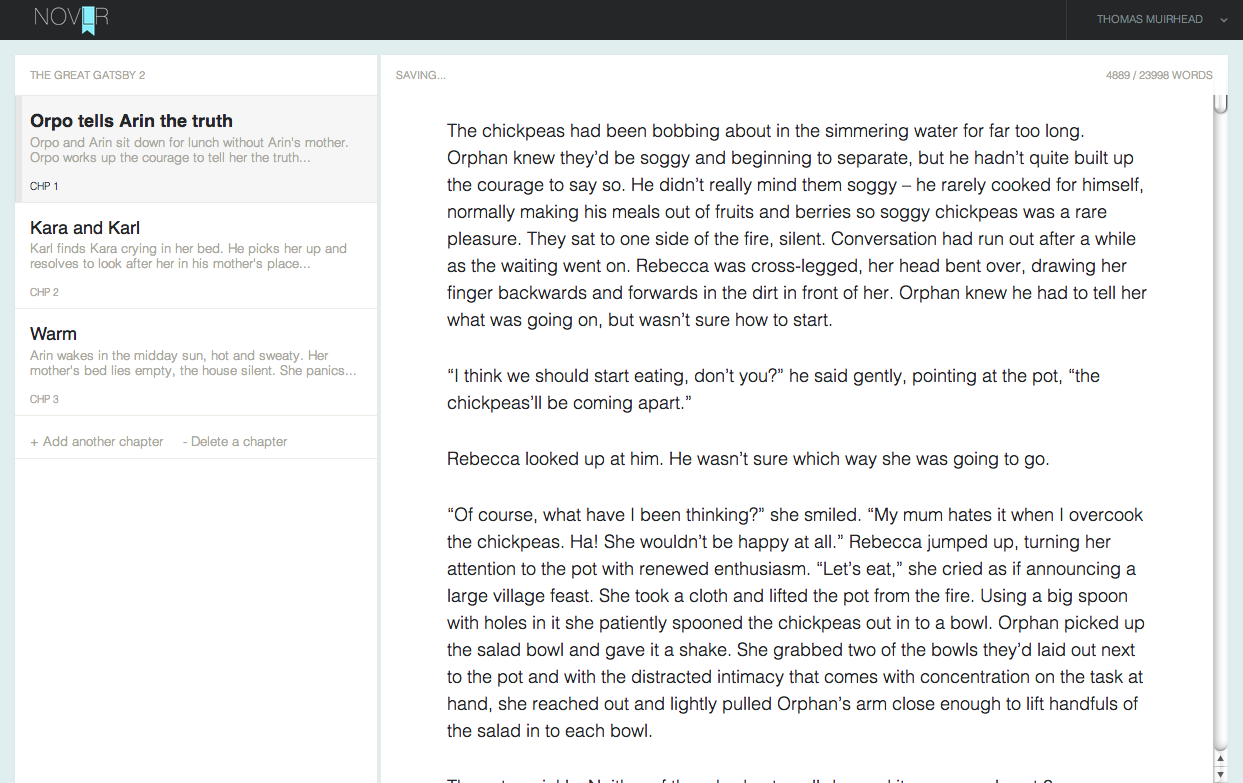 NOVLR
THOMAS MUIRHEAD
THE GREAT GATSBY 2
Orpo tells Arin the truth
Orpo and Arin sit down for lunch without Arin's mother.
Orpo works up the courage to tell her the truth...
CHP 1
Kara and Karl
Karl finds Kara crying in her bed. He picks her up and
resolves to look after her in his mother's place...
CHP 2
Warm
Arin wakes in the midday sun, hot and sweaty. Her
mother's bed lies empty, the house silent. She panics...
CHP 3
+ Add another chapter - Delete a chapter
SAVING...
4889 / 23998 WORDS
The chickpeas had been bobbing about in the simmering water for far too long.
Orphan knew they’d be soggy and beginning to separate, but he hadn’t quite built up
the courage to say so. He didn’t really mind them soggy – he rarely cooked for himself,
normally making his meals out of fruits and berries so soggy chickpeas was a rare
pleasure. They sat to one side of the fire, silent. Conversation had run out after a while
as the waiting went on. Rebecca was cross-legged, her head bent over, drawing her
finger backwards and forwards in the dirt in front of her. Orphan knew he had to tell her
what was going on, but wasn’t sure how to start.
“I think we should start eating, don’t you?” he said gently, pointing at the pot, “the
chickpeas’ll be coming apart.”
Rebecca looked up at him. He wasn’t sure which way she was going to go.
“Of course, what have I been thinking?” she smiled. “My mum hates it when I overcook
the chickpeas. Ha! She wouldn’t be happy at all.” Rebecca jumped up, turning her
attention to the pot with renewed enthusiasm. “Let’s eat,” she cried as if announcing a
large village feast. She took a cloth and lifted the pot from the fire. Using a big spoon
with holes in it she patiently spooned the chickpeas out in to a bowl. Orphan picked up
the salad bowl and gave it a shake. She grabbed two of the bowls they’d laid out next
to the pot and with the distracted intimacy that comes with concentration on the task at
hand, she reached out and lightly pulled Orphan’s arm close enough to lift handfuls of
the salad in to each bowl.